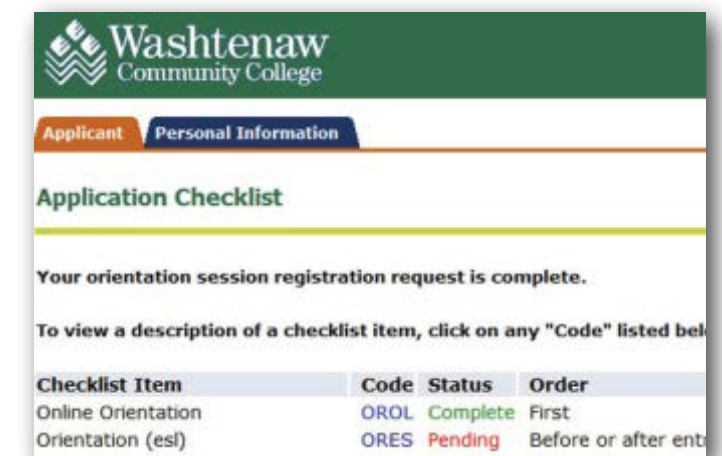 Washtenaw
Community College
Applicant Personal Information
Application Checklist
Your orientation session registration request is complete.
To view a description of a checklist item, click on any "Code" listed
Checklist Item Code Status Order
Online Orientation OROL Complete First
Orientation (esl) ORES Pending Before or after